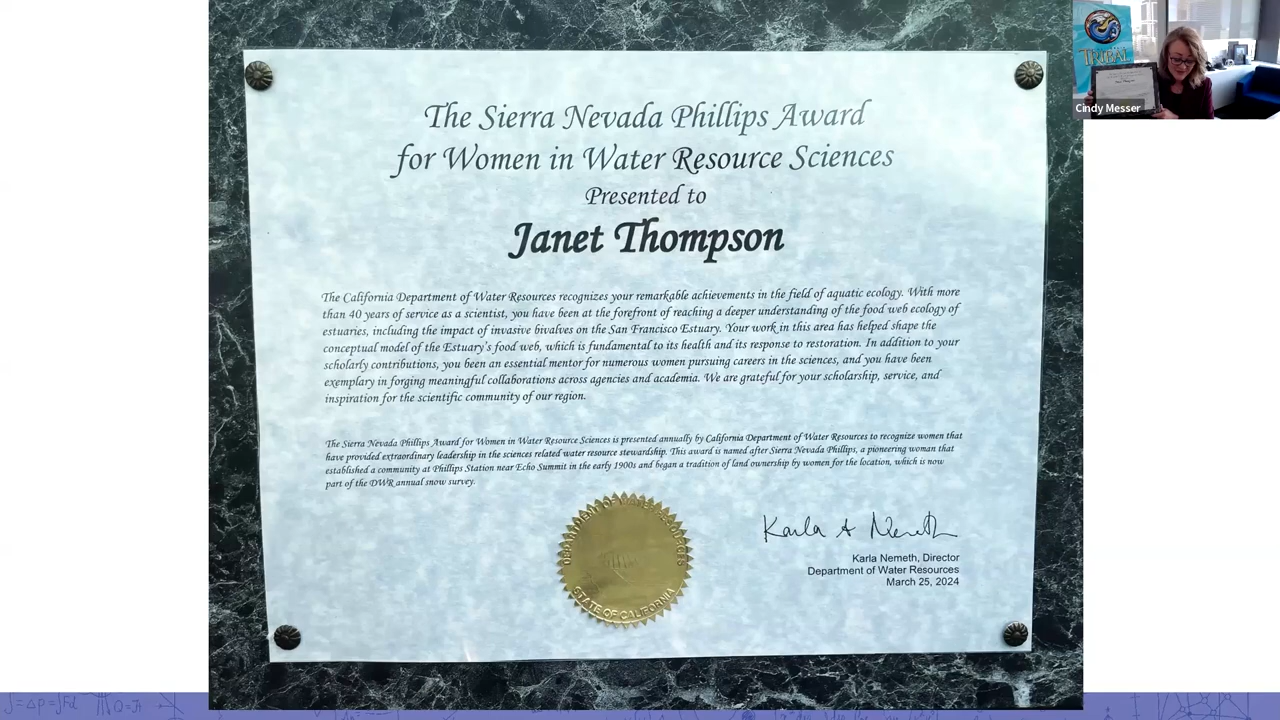 The Sierra Nevada Phillips Award
for Women in Water Resource Sciences
Presented to
Janet Thompson
The California Department of Water Resources recognizes your remarkable achievements in the field of aquatic ecology. With more
than 40 years of service as a scientist, you have been at the forefront of reaching a deeper understanding of the food web ecology of
estuaries, including the impact of invasive bivalves on the San Francisco Estuary. Your work in this area has helped shape the
conceptual model of the Estuary's food web, which is fundamental to its health and its response to restoration. In addition to your
scholarly contributions, you been an essential mentor for numerous women pursuing careers in the sciences, and you have been
exemplary in forging meaningful collaborations across agencies and academia. We are grateful for your scholarship, service, and
inspiration for the scientific community of our region.
The Sierra Nevada Phillips Award for Women in Water Resource Sciences is presented annually by California Department of Water Resources to recognize women that
have provided extraordinary leadership in the sciences related water resource stewardship. This award is named after Sierra Nevada Phillips, a pioneering woman that
established a community at Phillips Station near Echo Summit in the early 1900s and began a tradition of land ownership by women for the location, which is now
part of the DWR annual snow survey.
DEPARTMENT OF WATER RESOURCES
STATE OF CALIFORNIA
Karla A Nemeth
Karla Nemeth, Director
Department of Water Resources
March 25, 2024
TRIBAL
Cindy Messer